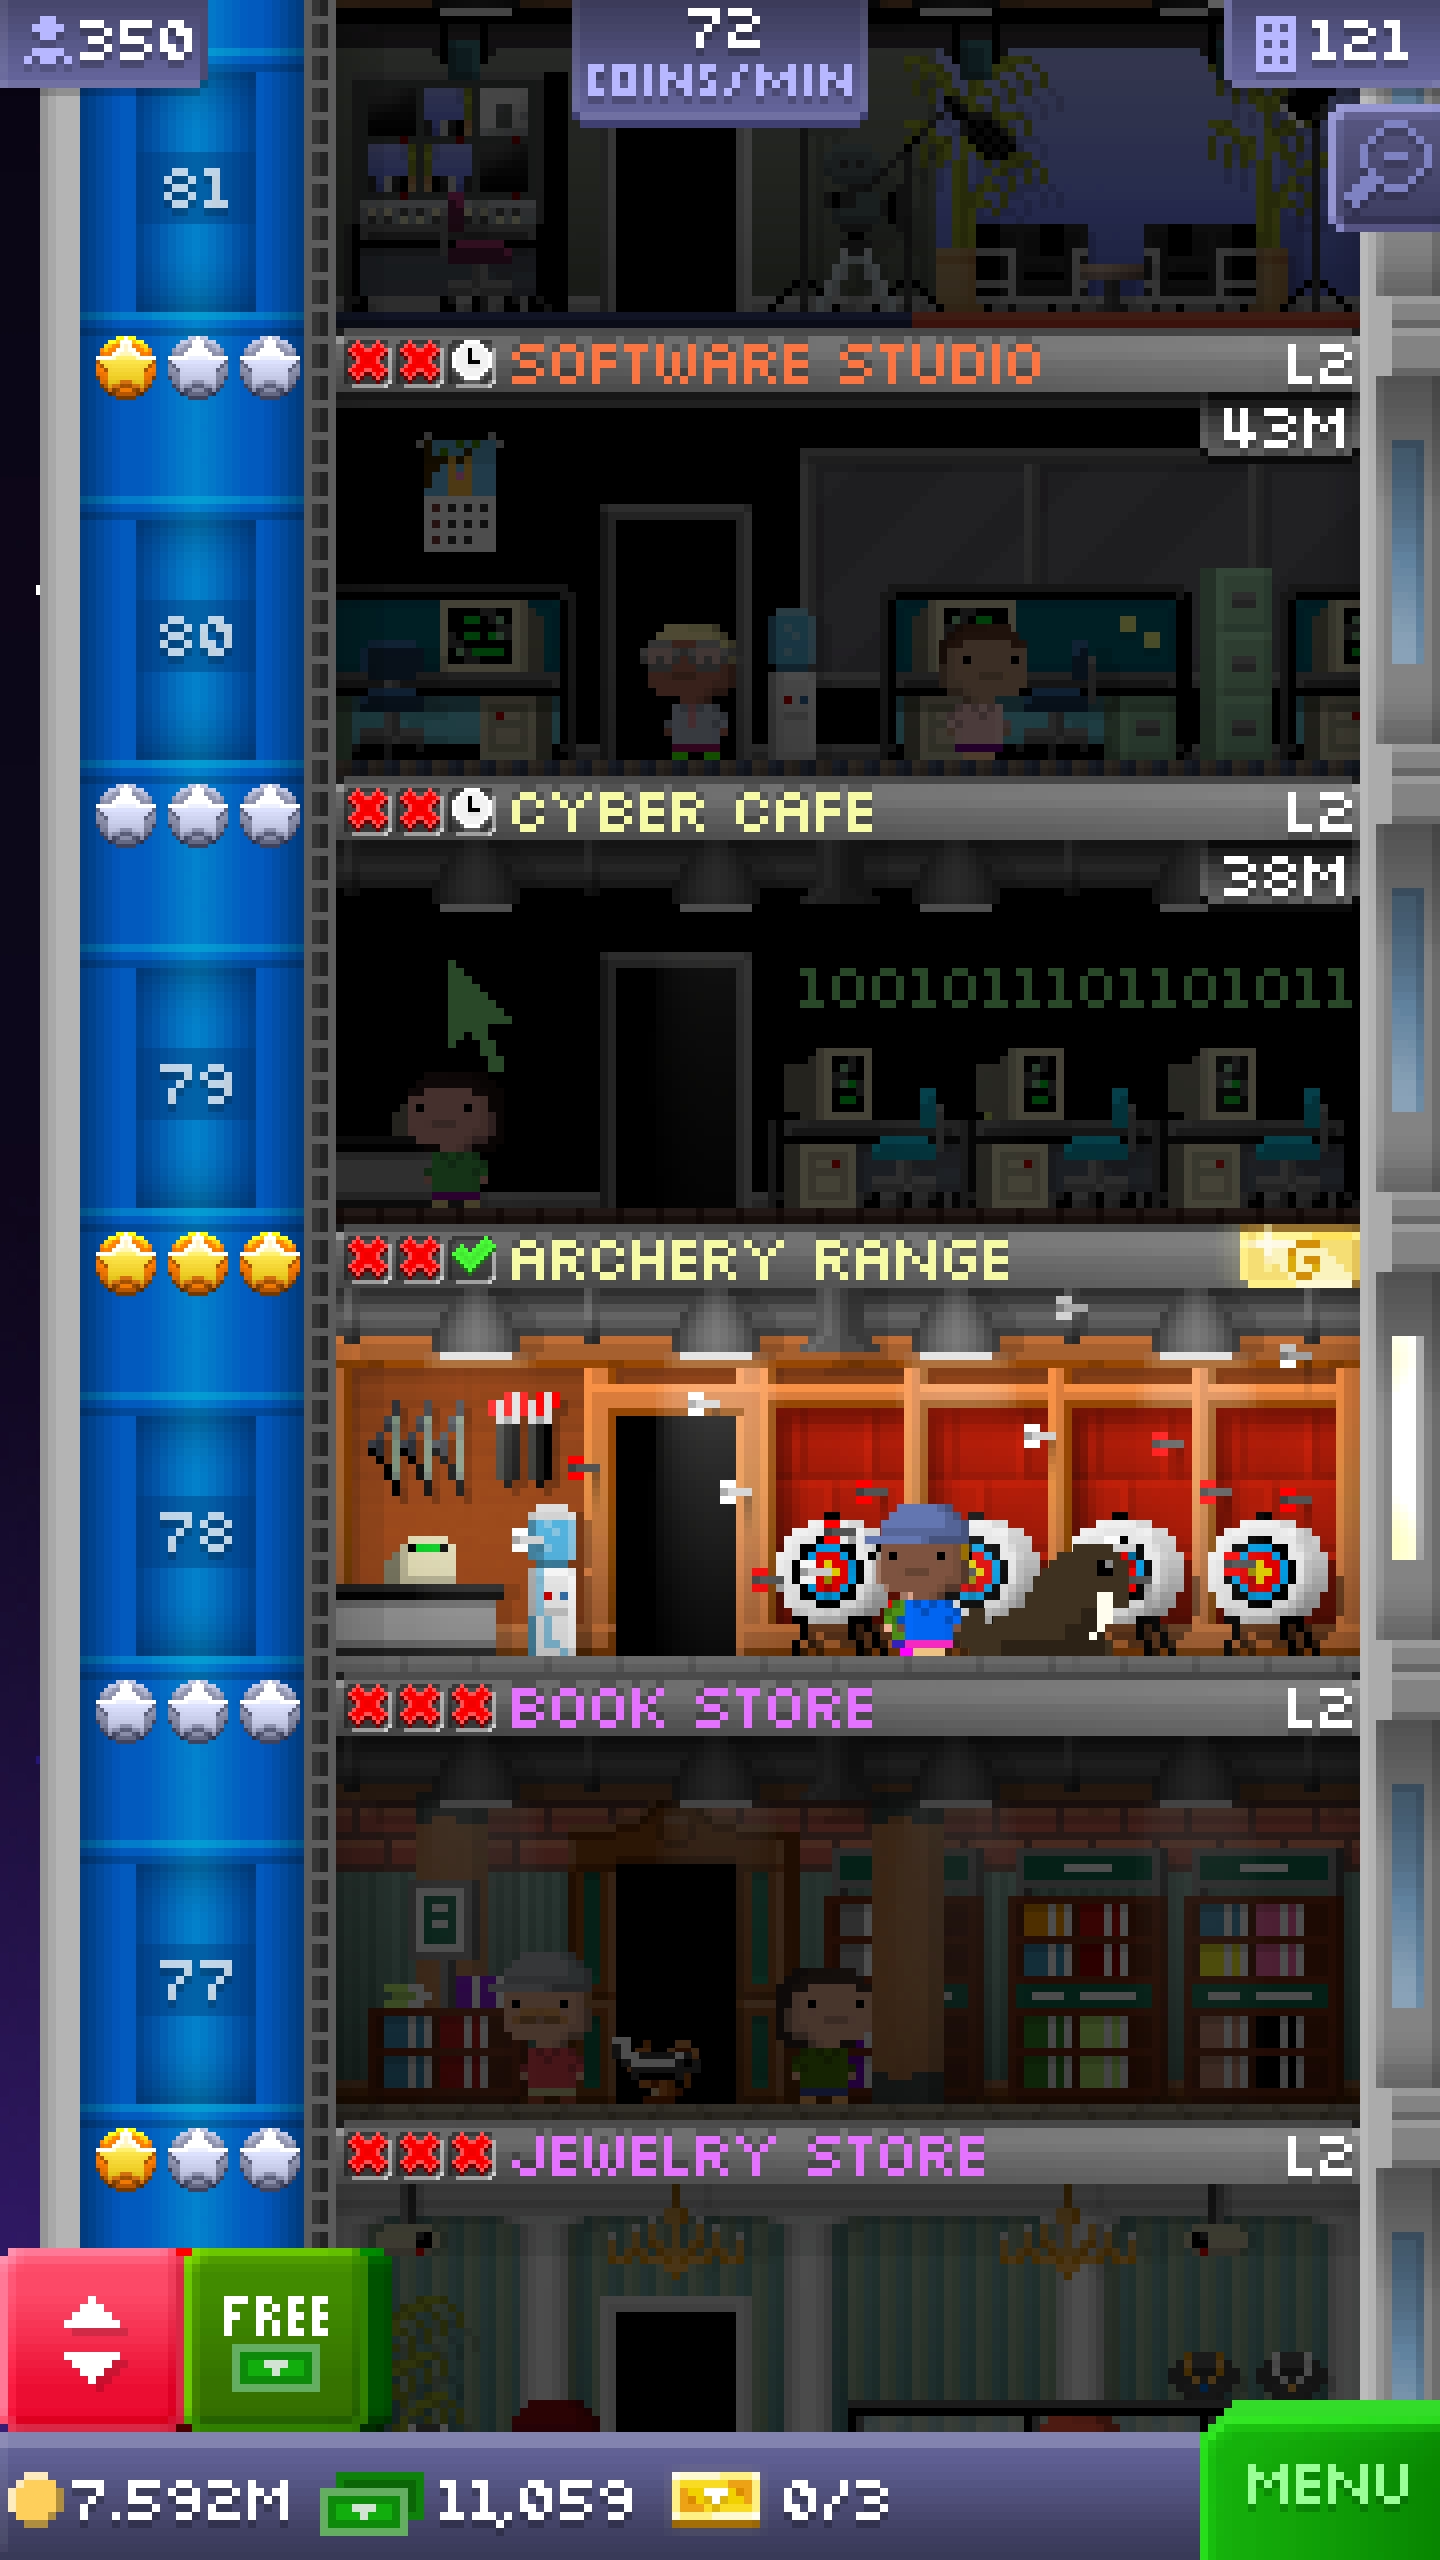 350
72
COINS/MIN
121
81
SOFTWARE STUDIO L2
43M
80
CYBER CAFE L2
38M
1001011101101011
79
ARCHERY RANGE G
78
BOOK STORE L2
77
JEWELRY STORE L2
FREE
7.592M 11,059 0/3
MENU